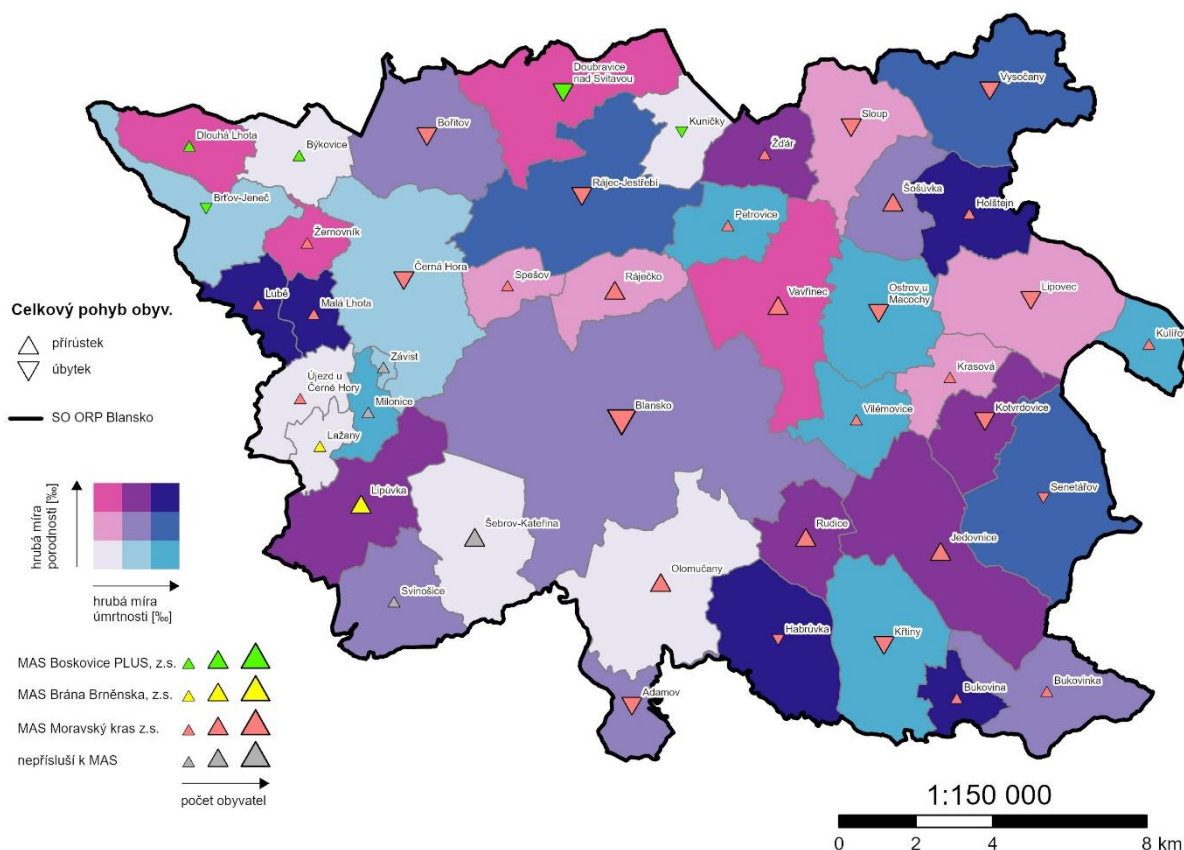 Doubravice
nad Svitavou
Vysočany
Bořitov
Kuničky
Sloup
Dlouhá Lhota
Býkovice
Žďár
Rájec-Jestřebí
Šošůvka
Brťov-Jeneč
Holštejn
Petrovice
Žernovník
Černá Hora
Spešov
Ráječko
Vavřinec
Ostrov u
Macochy
Lipovec
Lubě
Malá Lhota
Kulířov
Celkový pohyb obyv.
přírůstek
úbytek
SO ORP Blansko
Závist
Újezd u
Černé Hory
Krasová
Milonice
Blansko
Vilémovice
Kotvrdovice
Lažany
Lipůvka
Senetářov
Šebrov-Kateřina
Rudice
Jedovnice
hrubá míra
porodnosti [‰]
hrubá míra
úmrtnosti [‰]
Olomučany
Svinošice
Habrůvka
Křtiny
Bukovina
Bukovinka
Adamov
MAS Boskovice PLUS, z.s.
MAS Brána Brněnska, z.s.
MAS Moravský kras z.s.
nepřísluší k MAS
počet obyvatel
1:150 000
0 2 4 8 km